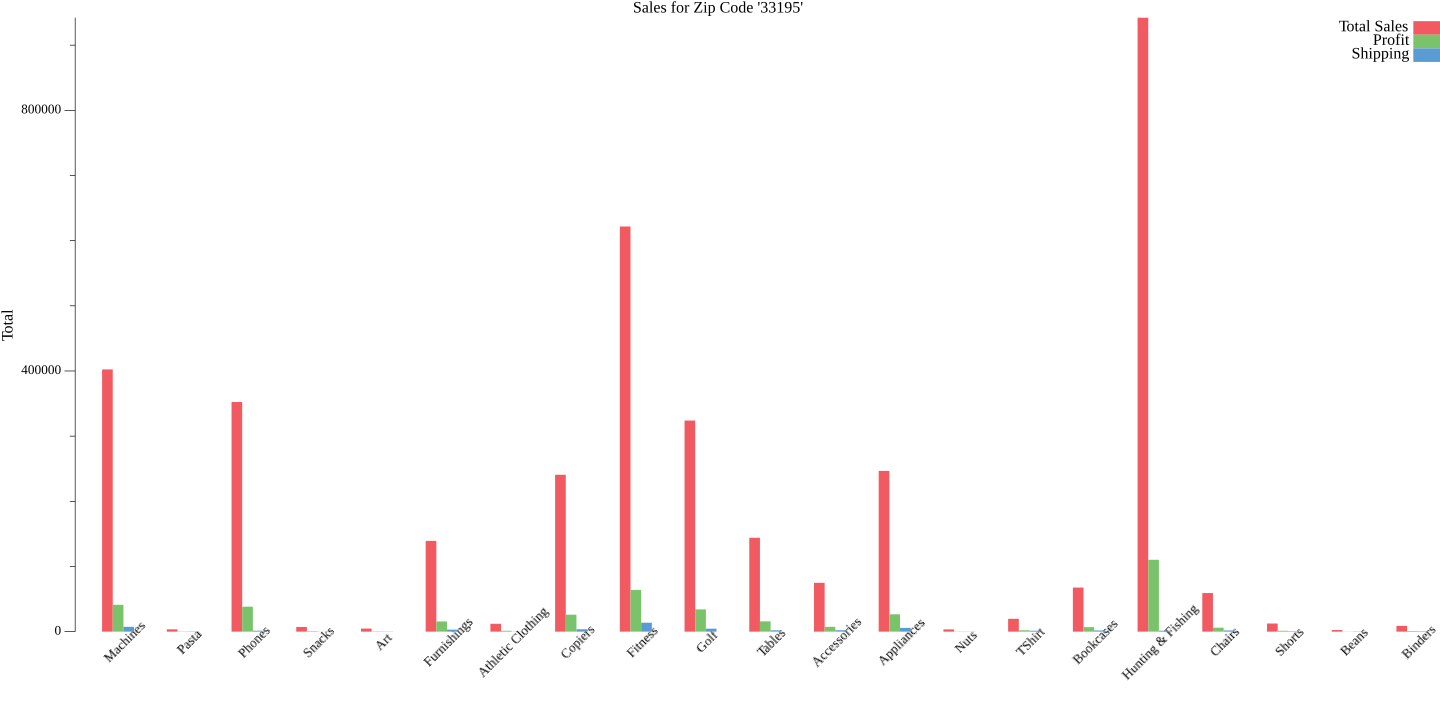 Sales for Zip Code '33195'
Total Sales
Profit
Shipping
Total
800000
400000
0
Machines
Pasta
Phones
Snacks
Art
Furnishings
Athletic Clothing
Copiers
Fitness
Golf
Tables
Accessories
Appliances
Nuts
TShirt
Bookcases
Hunting & Fishing
Chairs
Shorts
Beans
Binders